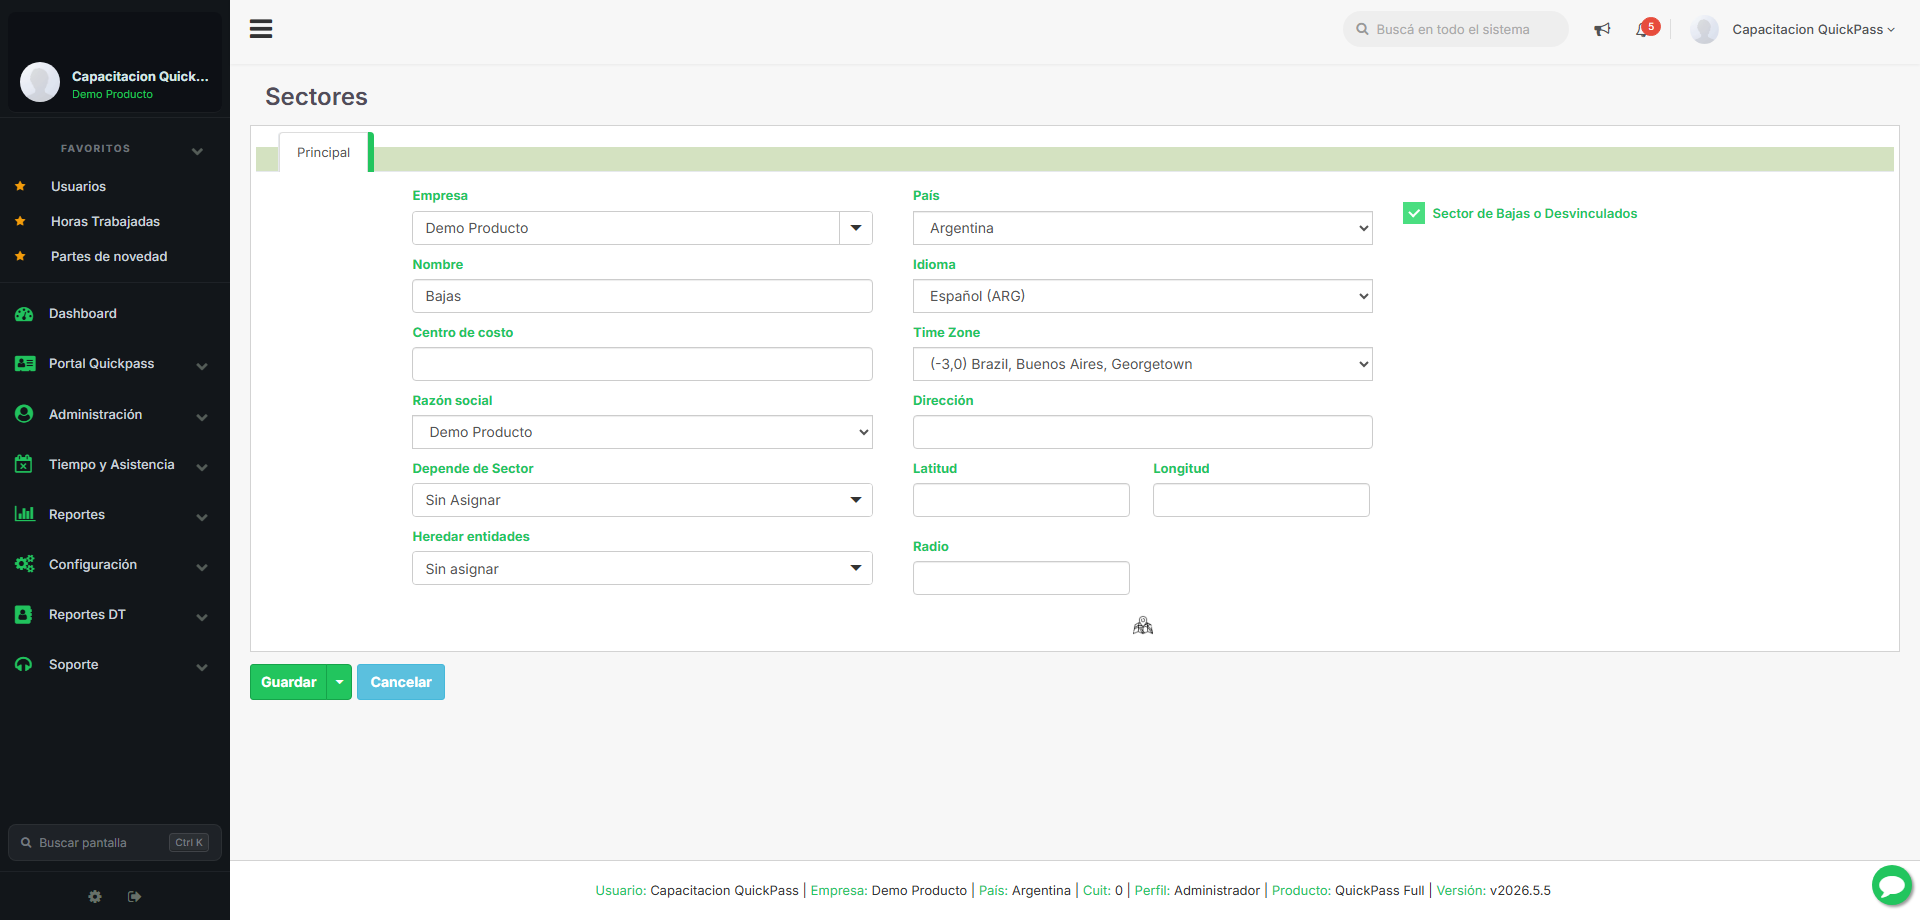 Capacitacion Quick...
Demo Producto
FAVORITOS
Usuarios
Horas Trabajadas
Partes de novedad
Dashboard
Portal Quickpass
Administración
Tiempo y Asistencia
Reportes
Configuración
Reportes DT
Soporte
Buscar pantalla
Ctrl K
Buscá en todo el sistema
5
Capacitacion QuickPass
Sectores
Principal
Empresa
Demo Producto
Nombre
Bajas
Centro de costo
Razón social
Demo Producto
Depende de Sector
Sin Asignar
Heredar entidades
Sin asignar
País
Argentina
Idioma
Español (ARG)
Time Zone
(-3,0) Brazil, Buenos Aires, Georgetown
Dirección
Latitud
Longitud
Radio
Sector de Bajas o Desvinculados
Guardar
Cancelar
Usuario: Capacitacion QuickPass | Empresa: Demo Producto | País: Argentina | Cuit: 0 | Perfil: Administrador | Producto: QuickPass Full | Versión: v2026.5.5